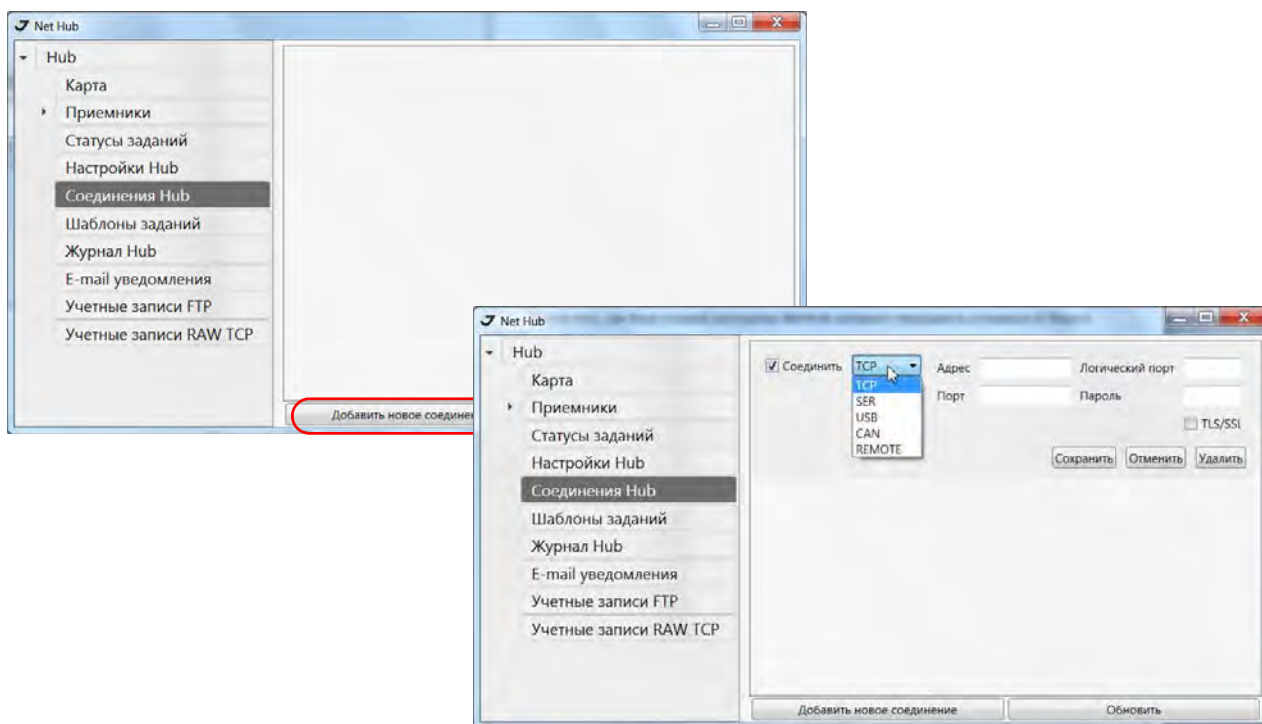 Net Hub
Hub
Карта
Приемники
Статусы заданий
Настройки Hub
Соединения Hub
Шаблоны заданий
Журнал Hub
E-mail уведомления
Учетные записи FTP
Учетные записи RAW TCP
Добавить новое соединен
Net Hub
Hub
Карта
Приемники
Статусы заданий
Настройки Hub
Соединения Hub
Шаблоны заданий
Журнал Hub
E-mail уведомления
Учетные записи FTP
Учетные записи RAW TCP
Соединить TCP Адрес Логический порт
TCP
Порт Пароль
SER
USB
TLS/SSL
CAN
REMOTE
Сохранить Отменить Удалить
Добавить новое соединение Обновить